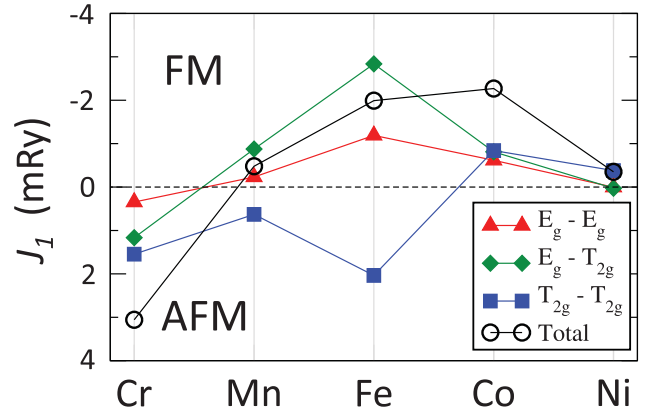 -4
-2
0
2
4
J1 (mRy)
FM
AFM
Eg - Eg
Eg - T2g
T2g - T2g
Total
Cr Mn Fe Co Ni